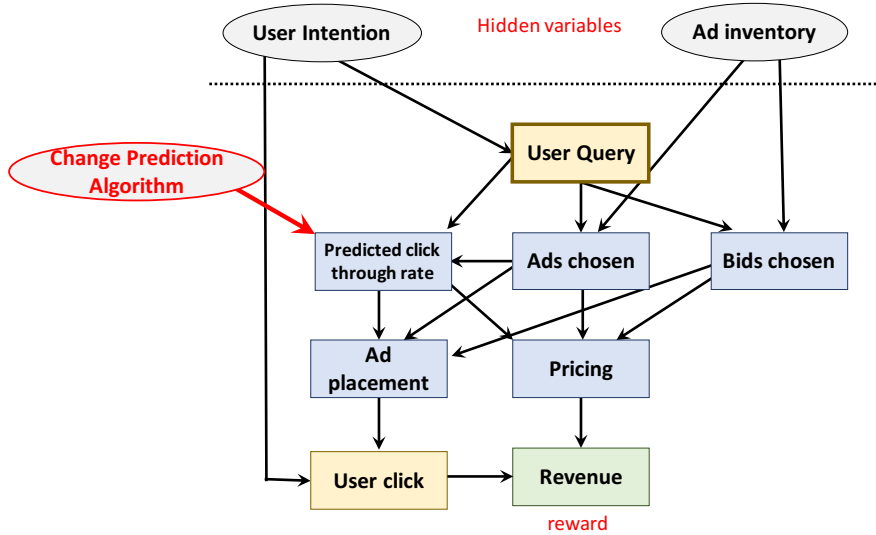 User Intention
Hidden variables
Ad inventory
User Query
Change Prediction
Algorithm
Predicted click
through rate
Ads chosen
Bids chosen
Ad
placement
Pricing
User click
Revenue
reward